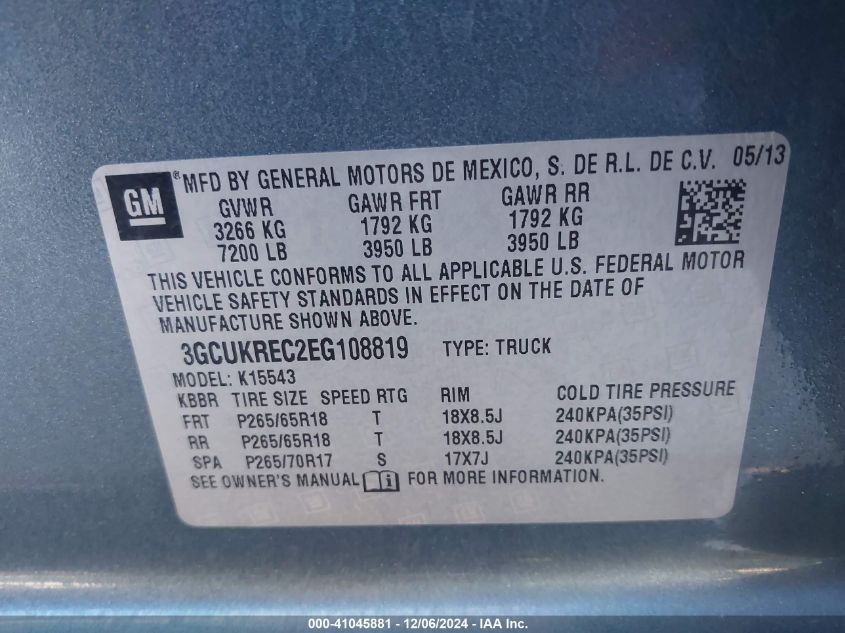 GM ® MFD BY GENERAL MOTORS DE MEXICO, S. DE R.L. DE C.V. 05/13
GVWR GAWR FRT GAWR RR
3266 KG 1792 KG 1792 KG
7200 LB 3950 LB 3950 LB
THIS VEHICLE CONFORMS TO ALL APPLICABLE U.S. FEDERAL MOTOR
VEHICLE SAFETY STANDARDS IN EFFECT ON THE DATE OF
MANUFACTURE SHOWN ABOVE.
3GCUKREC2EG108819 TYPE: TRUCK
MODEL: K15543
KBBR TIRE SIZE SPEED RTG RIM COLD TIRE PRESSURE
FRT P265/65R18 T 18X8.5J 240KPA(35PSI)
RR P265/65R18 T 18X8.5J 240KPA(35PSI)
SPA P265/70R17 S 17X7J 240KPA(35PSI)
SEE OWNER'S MANUAL FOR MORE INFORMATION.
000-41045881 - 12/06/2024 - IAA Inc.